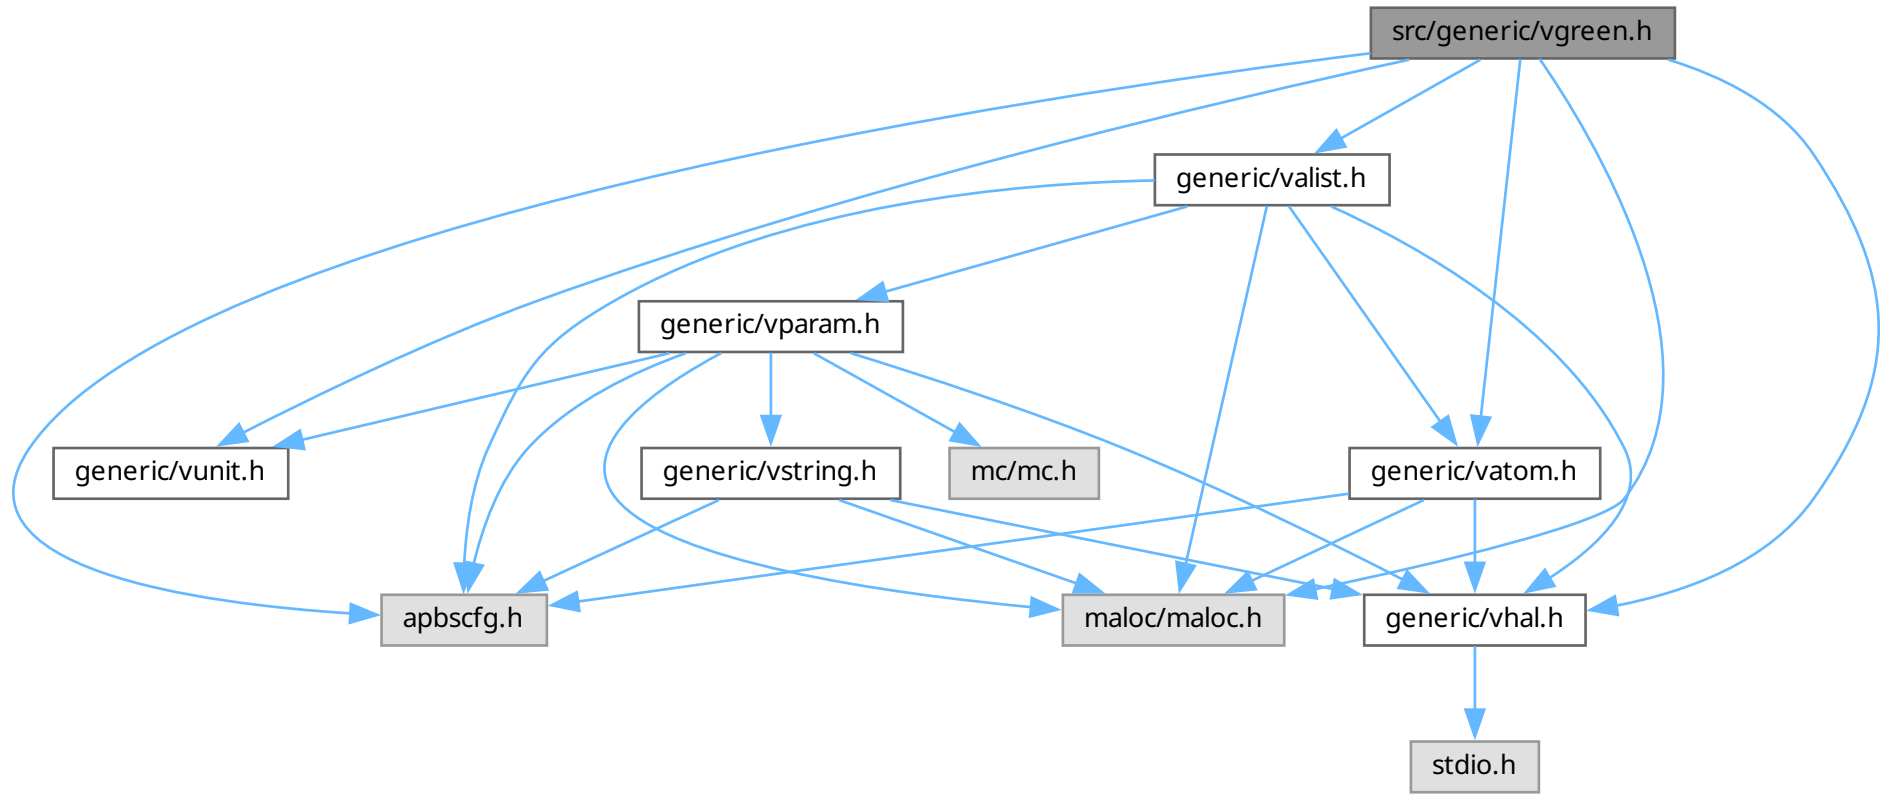 src/generic/vgreen.h
generic/valist.h
generic/vparam.h
generic/vunit.h
generic/vstring.h
mc/mc.h
generic/vatom.h
apbscfg.h
maloc/maloc.h
generic/vhal.h
stdio.h